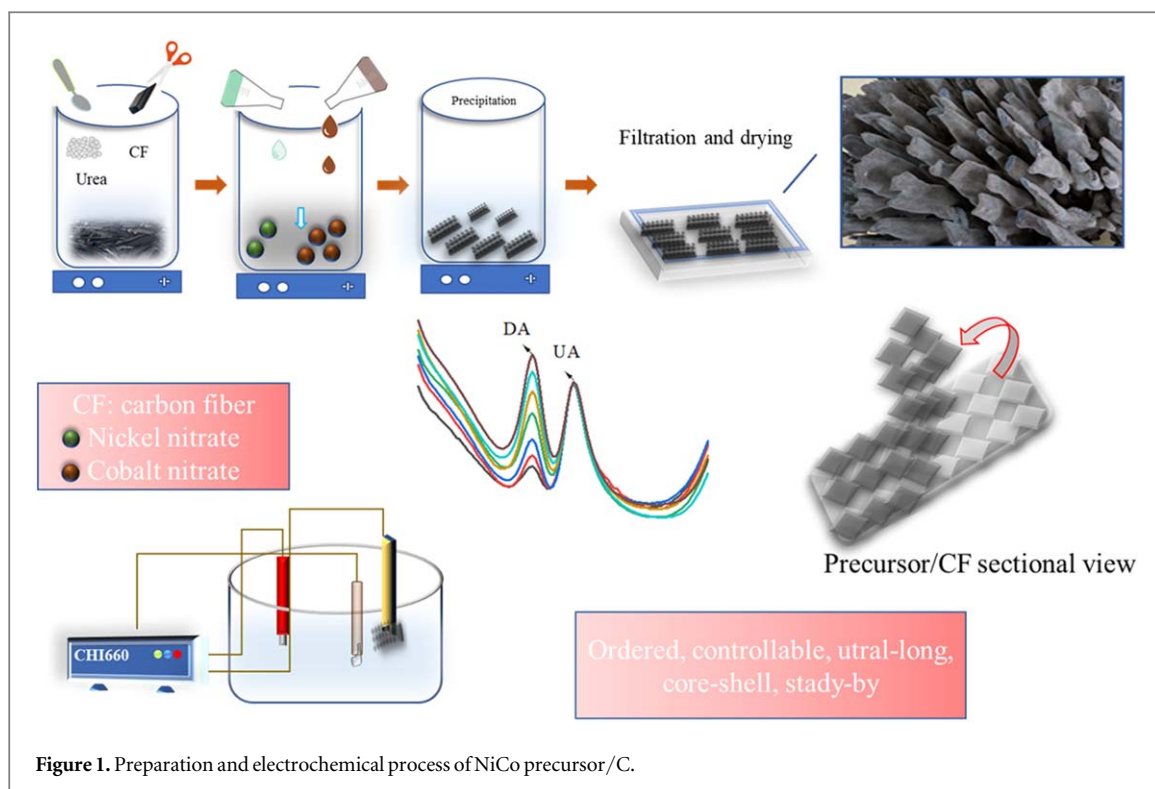 CF
Urea
Precipitation
Filtration and drying
DA
UA
CF: carbon fiber
Nickel nitrate
Cobalt nitrate
Precursor/CF sectional view
CHI660
Ordered, controllable, utral-long,
core-shell, stady-by
Figure 1. Preparation and electrochemical process of NiCo precursor/C.